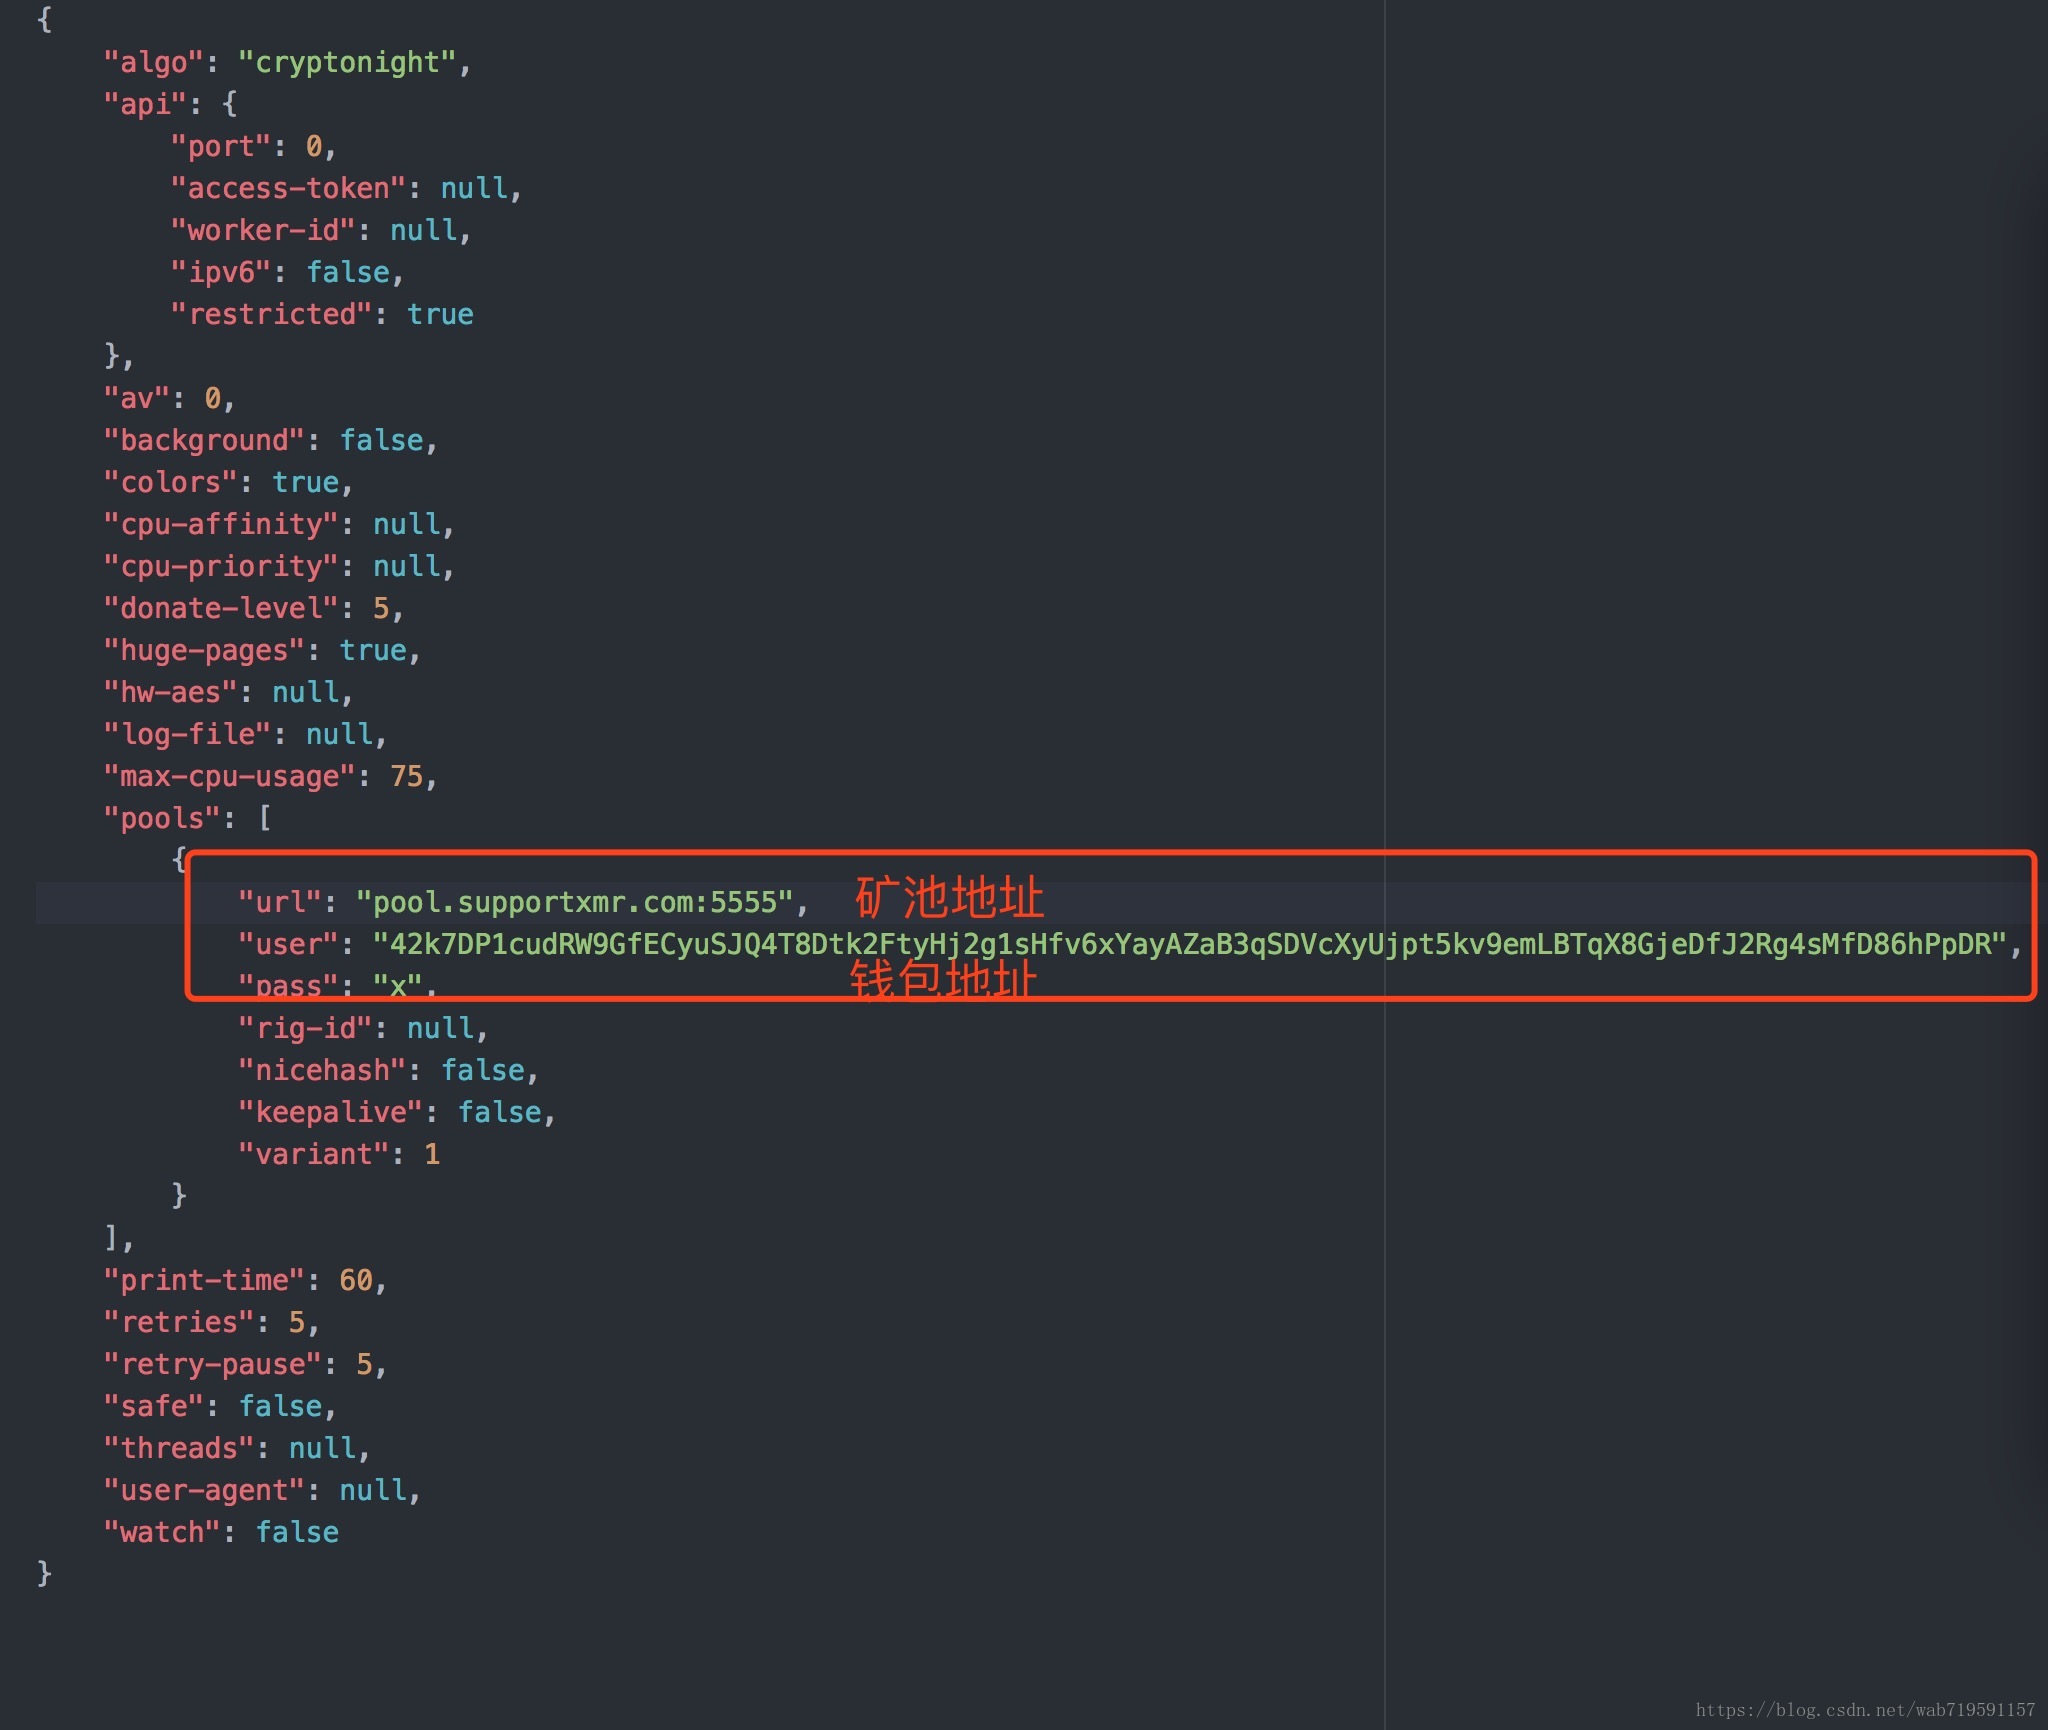 {
    "algo": "cryptonight",
    "api": {
        "port": 0,
        "access-token": null,
        "worker-id": null,
        "ipv6": false,
        "restricted": true
    },
    "av": 0,
    "background": false,
    "colors": true,
    "cpu-affinity": null,
    "cpu-priority": null,
    "donate-level": 5,
    "huge-pages": true,
    "hw-aes": null,
    "log-file": null,
    "max-cpu-usage": 75,
    "pools": [
        {
            "url": "pool.supportxmr.com:5555", 矿池地址
            "user": "42k7DP1cudRW9GfECyuSJQ4T8Dtk2FtyHj2g1sHfv6xYayAZaB3qSDVcXyUjpt5kv9emLBTqX8GjeDfJ2Rg4sMfD86hPpDR",
            "pass": "x", 钱包地址
            "rig-id": null,
            "nicehash": false,
            "keepalive": false,
            "variant": 1
        }
    ],
    "print-time": 60,
    "retries": 5,
    "retry-pause": 5,
    "safe": false,
    "threads": null,
    "user-agent": null,
    "watch": false
}
https://blog.csdn.net/wab719591157